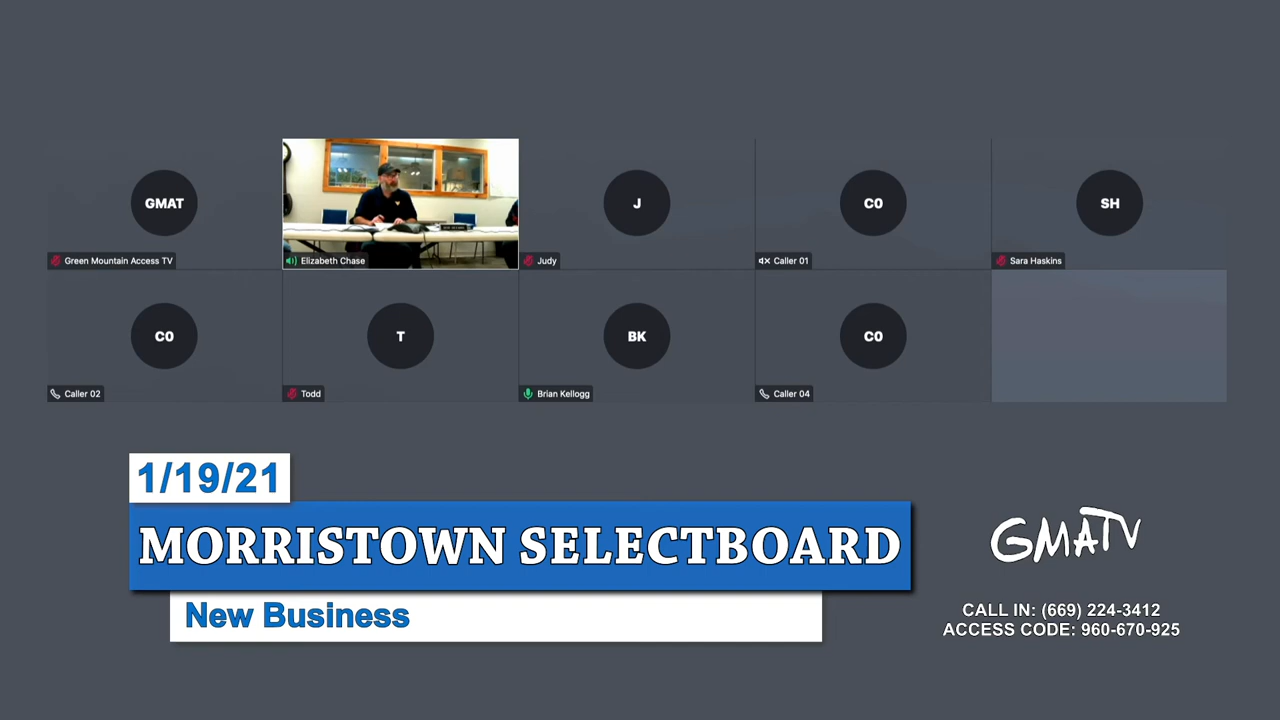 GMAT
Green Mountain Access TV
Elizabeth Chase
J
Judy
C0
Caller 01
SH
Sara Haskins
C0
Caller 02
T
Todd
BK
Brian Kellogg
C0
Caller 04
1/19/21
MORRISTOWN SELECTBOARD
New Business
GMATV
CALL IN: (669) 224-3412
ACCESS CODE: 960-670-925